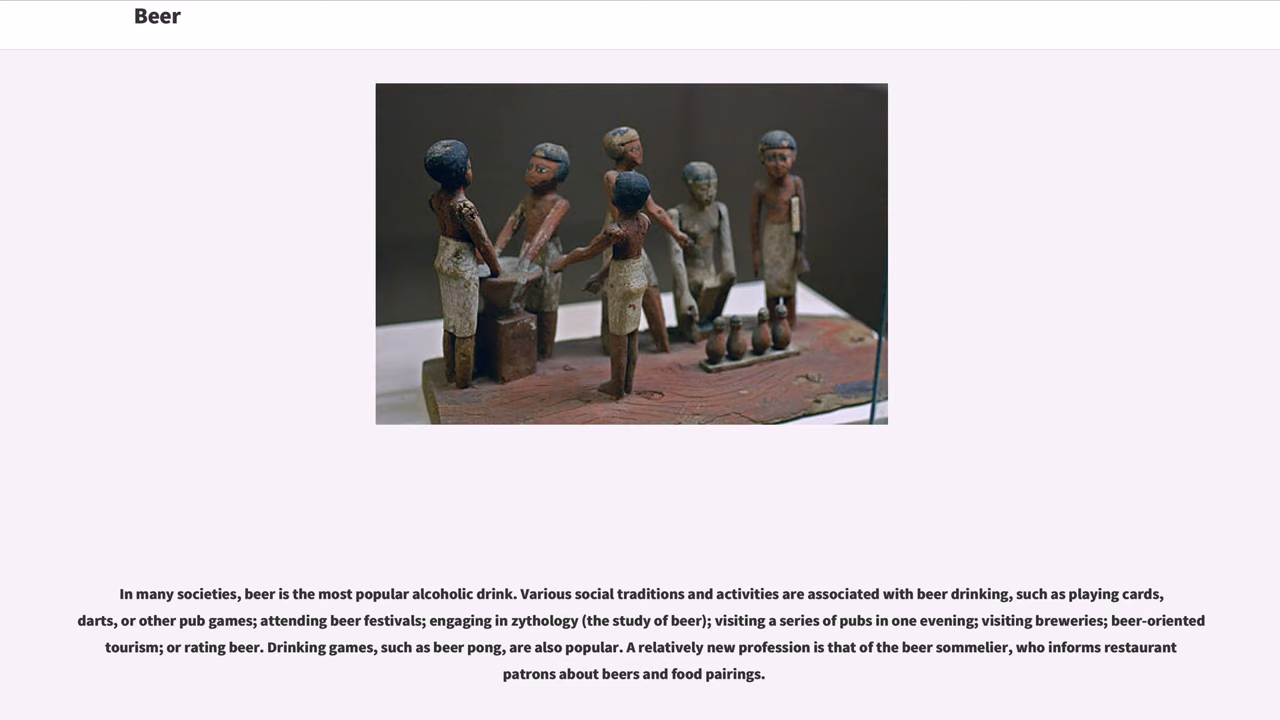 Beer
In many societies, beer is the most popular alcoholic drink. Various social traditions and activities are associated with beer drinking, such as playing cards,
darts, or other pub games; attending beer festivals; engaging in zythology (the study of beer); visiting a series of pubs in one evening; visiting breweries; beer-oriented
tourism; or rating beer. Drinking games, such as beer pong, are also popular. A relatively new profession is that of the beer sommelier, who informs restaurant
patrons about beers and food pairings.